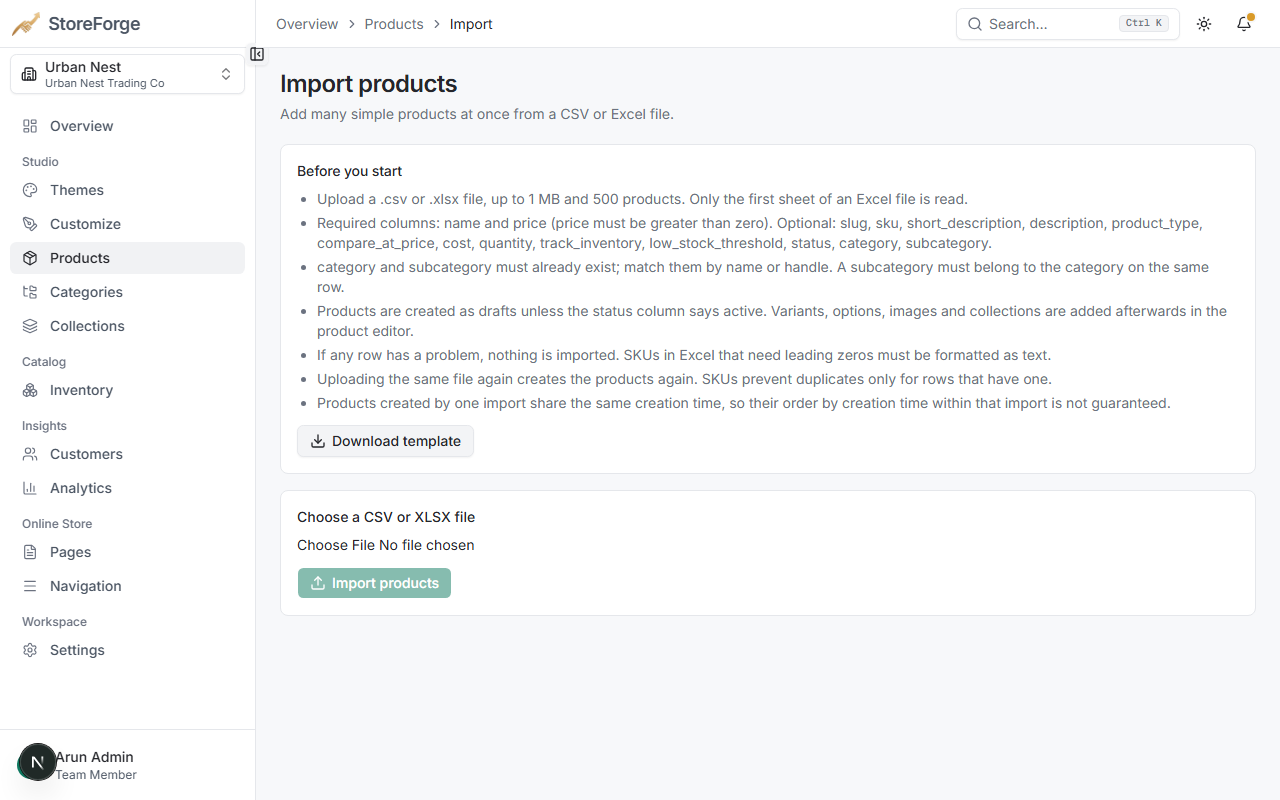 StoreForge
Overview > Products > Import
Search...
Ctrl K
Urban Nest
Urban Nest Trading Co
Overview
Studio
Themes
Customize
Products
Categories
Collections
Catalog
Inventory
Insights
Customers
Analytics
Online Store
Pages
Navigation
Workspace
Settings
N
Arun Admin
Team Member
Import products
Add many simple products at once from a CSV or Excel file.
Before you start
• Upload a .csv or .xlsx file, up to 1 MB and 500 products. Only the first sheet of an Excel file is read.
• Required columns: name and price (price must be greater than zero). Optional: slug, sku, short_description, description, product_type,
compare_at_price, cost, quantity, track_inventory, low_stock_threshold, status, category, subcategory.
• category and subcategory must already exist; match them by name or handle. A subcategory must belong to the category on the same
row.
• Products are created as drafts unless the status column says active. Variants, options, images and collections are added afterwards in the
product editor.
• If any row has a problem, nothing is imported. SKUs in Excel that need leading zeros must be formatted as text.
• Uploading the same file again creates the products again. SKUs prevent duplicates only for rows that have one.
• Products created by one import share the same creation time, so their order by creation time within that import is not guaranteed.
Download template
Choose a CSV or XLSX file
Choose File No file chosen
Import products